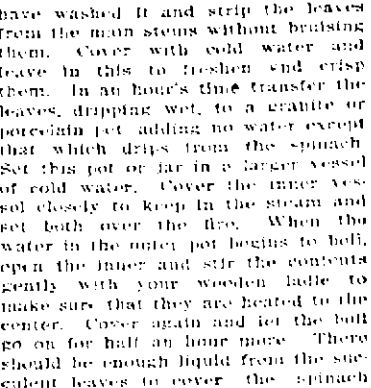 have washed it and strip the leaves
from the main stems without bruising
them. Cover with cold water and
leave in this to freshen and crisp
them. In an hour's time transfer the
leaves, dripping wet, to a granite or
porcelain pot adding no water except
that which drips from the spinach
Set this pot or jar in a larger vessel
of cold water. Cover the inner ves-
sel closely to keep in the steam and
set both over the fire. When the
water in the outer pot begins to boil,
open the inner and stir the contents
gently with your wooden ladle to
make sure that they are heated to the
center. Cover again and let the boil
go on for half an hour more There
should be enough liquid from the suc-
culent leaves to cover the spinach